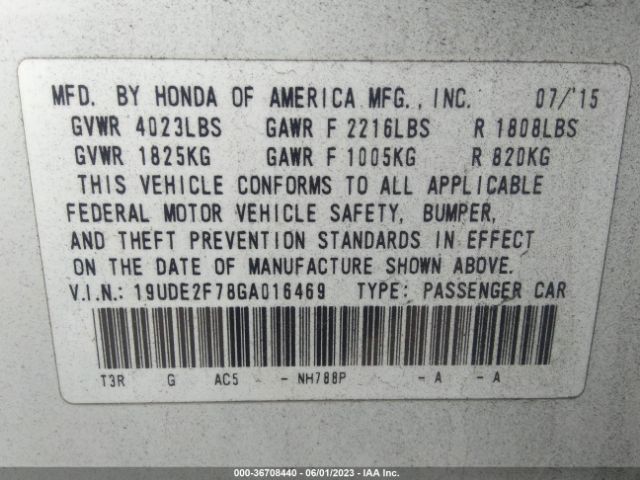 MFD. BY HONDA OF AMERICA MFG., INC. 07/'15
GVWR 4023LBS GAWR F 2216LBS R 1808LBS
GVWR 1825KG GAWR F 1005KG R 820KG
THIS VEHICLE CONFORMS TO ALL APPLICABLE
FEDERAL MOTOR VEHICLE SAFETY, BUMPER,
AND THEFT PREVENTION STANDARDS IN EFFECT
ON THE DATE OF MANUFACTURE SHOWN ABOVE.
V.I.N.: 19UDE2F78GA016469 TYPE: PASSENGER CAR
T3R G AC5 - NH788P - A - A
000-36708440 - 06/01/2023 - IAA Inc.